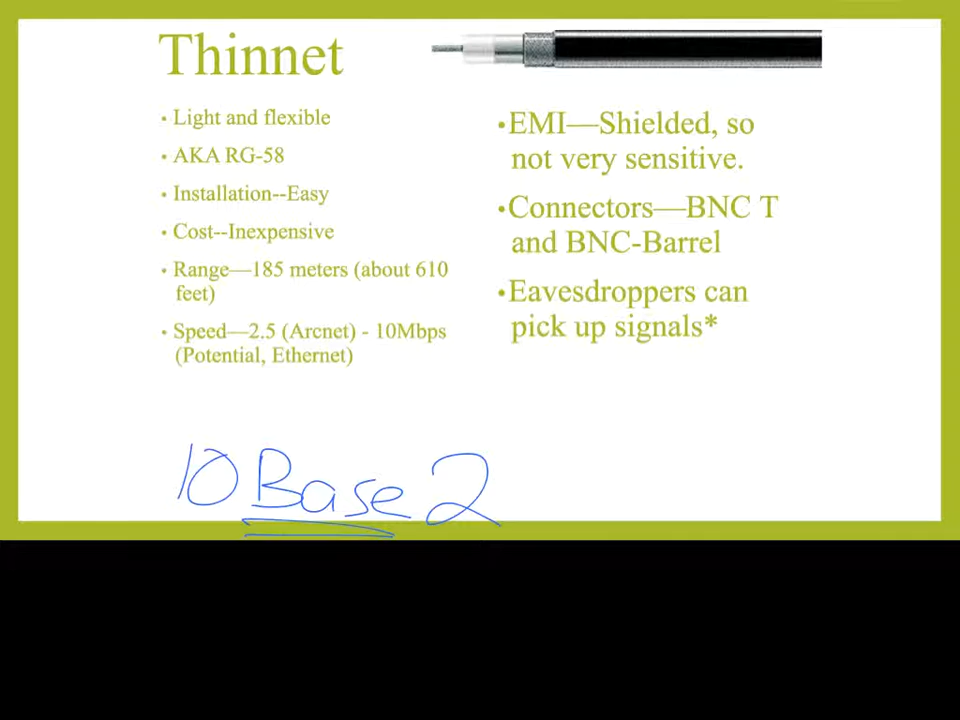 Thinnet
• Light and flexible
• AKA RG-58
• Installation--Easy
• Cost--Inexpensive
• Range—185 meters (about 610
feet)
• Speed—2.5 (Arcnet) - 10Mbps
(Potential, Ethernet)
• EMI—Shielded, so
not very sensitive.
• Connectors—BNC T
and BNC-Barrel
• Eavesdroppers can
pick up signals*
10 Base 2